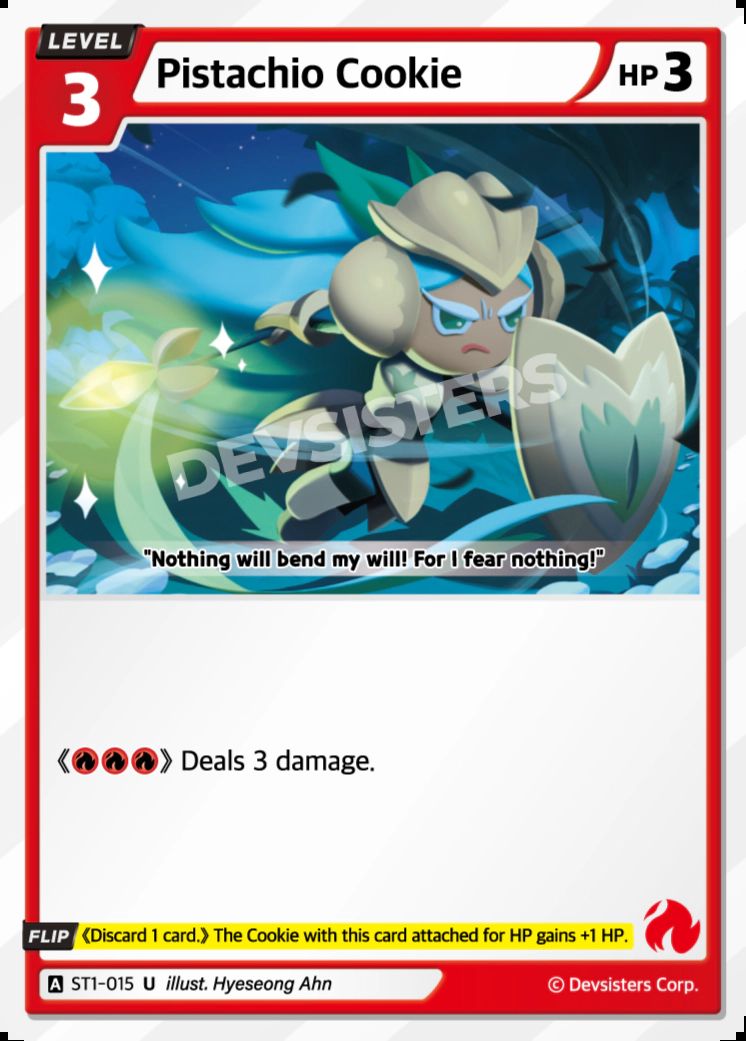 LEVEL
3
Pistachio Cookie
HP 3
DEVSISTERS
"Nothing will bend my will! For I fear nothing!"
《》 Deals 3 damage.
FLIP 《Discard 1 card.》 The Cookie with this card attached for HP gains +1 HP.
A ST1-015 U illust. Hyeseong Ahn
© Devsisters Corp.